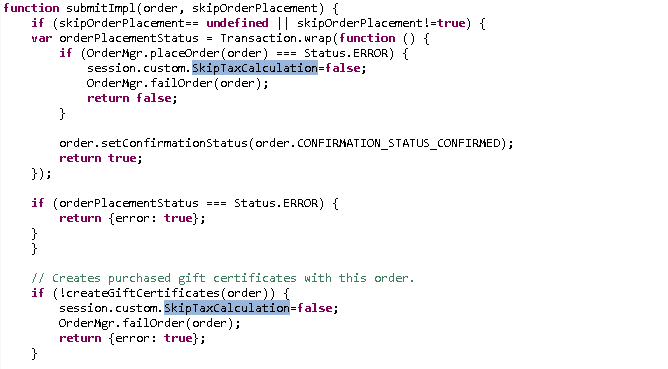 function submitImpl(order, skipOrderPlacement) {
    if (skipOrderPlacement== undefined || skipOrderPlacement!=true) {
    var orderPlacementStatus = Transaction.wrap(function () {
        if (OrderMgr.placeOrder(order) === Status.ERROR) {
            session.custom.SkipTaxCalculation=false;
            OrderMgr.failOrder(order);
            return false;
        }

        order.setConfirmationStatus(order.CONFIRMATION_STATUS_CONFIRMED);
        return true;
    });

    if (orderPlacementStatus === Status.ERROR) {
        return {error: true};
    }
    }

    // Creates purchased gift certificates with this order.
    if (!createGiftCertificates(order)) {
        session.custom.SkipTaxCalculation=false;
        OrderMgr.failOrder(order);
        return {error: true};
    }